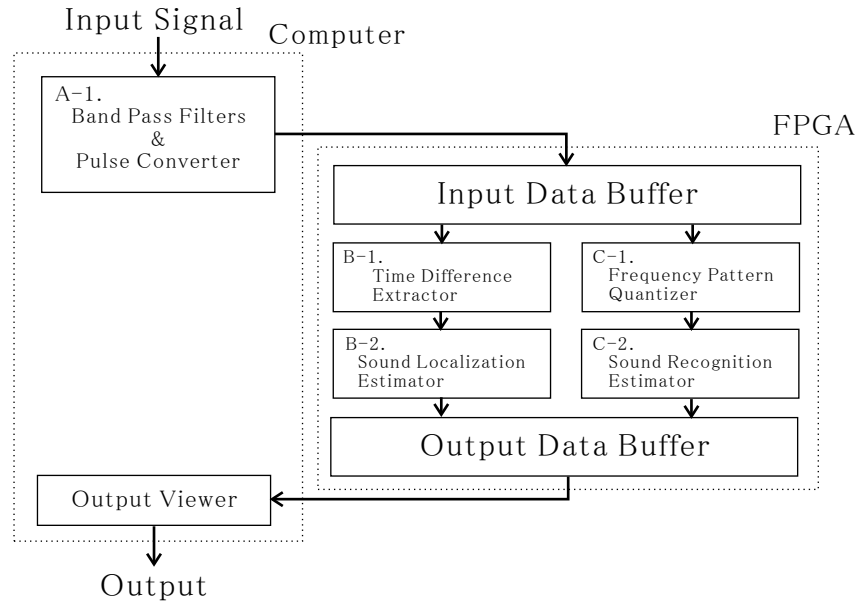 Input Signal
Computer
A-1.
Band Pass Filters
&
Pulse Converter
FPGA
Input Data Buffer
B-1.
Time Difference
Extractor
C-1.
Frequency Pattern
Quantizer
B-2.
Sound Localization
Estimator
C-2.
Sound Recognition
Estimator
Output Data Buffer
Output Viewer
Output